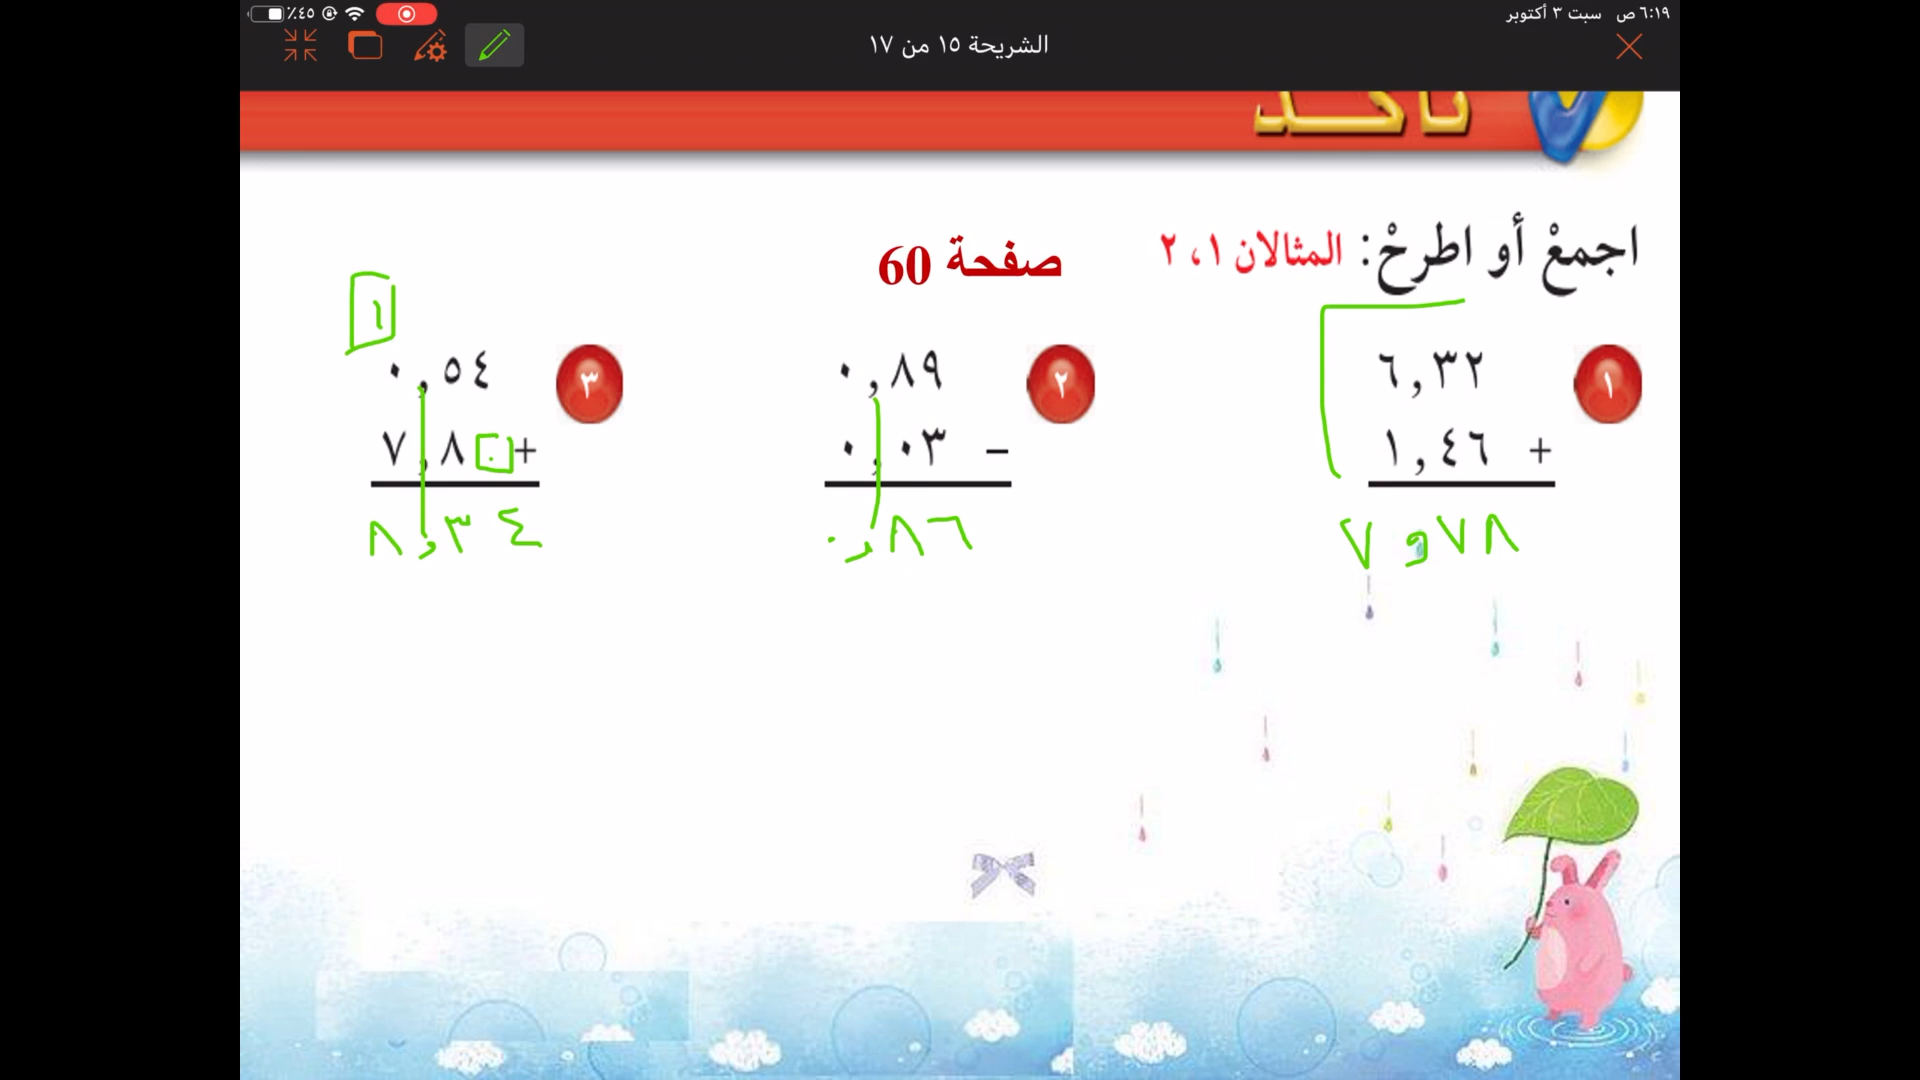 ٦:١٩ ص سبت ٣ أكتوبر
٤٥٪
الشريحة ١٥ من ١٧
تأكد
اجمعْ أو اطرحْ: المثالان ١، ٢
صفحة 60
١
١
٦,٣٢
+ ١,٤٦
٧,٧٨
٢
٠,٨٩
− ٠,٠٣
٠,٨٦
٣
٠,٥٤
+ ٧,٨٠
٨,٣٤